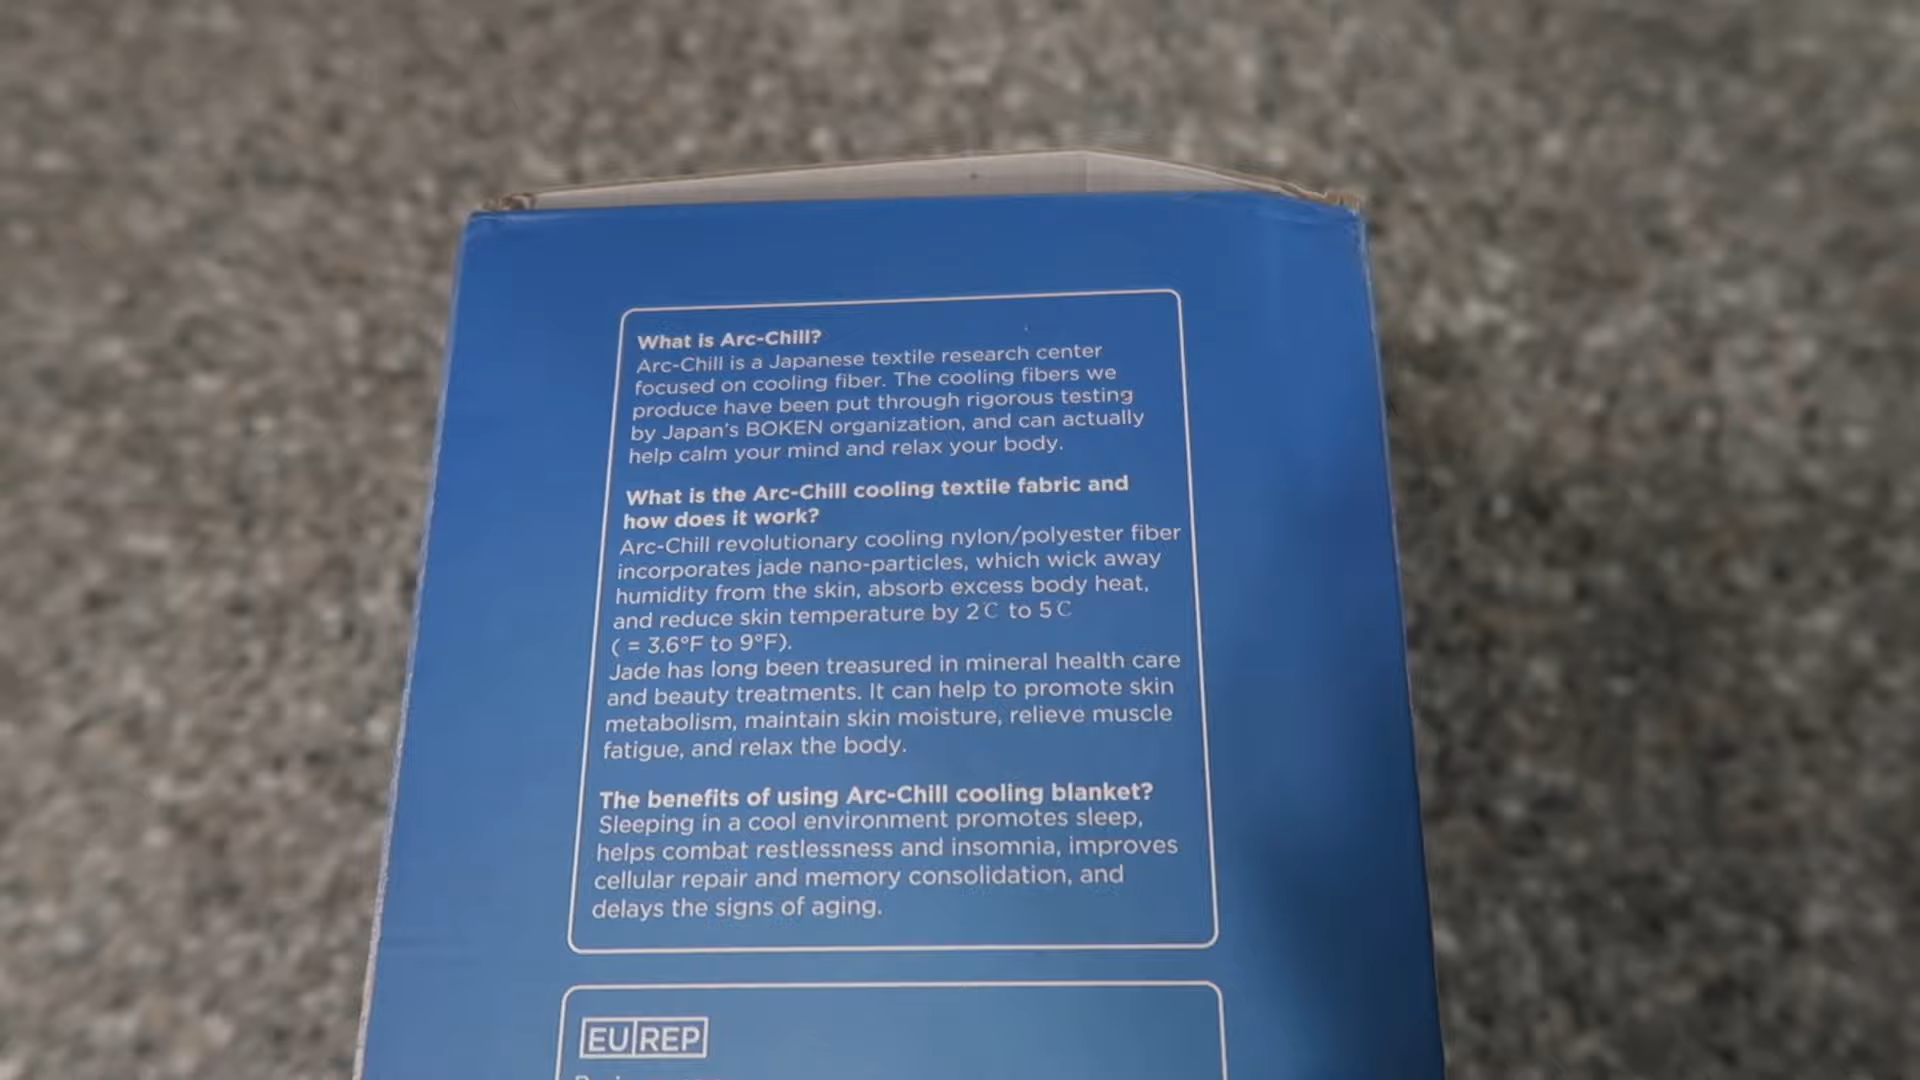 What is Arc-Chill?
Arc-Chill is a Japanese textile research center
focused on cooling fiber. The cooling fibers we
produce have been put through rigorous testing
by Japan's BOKEN organization, and can actually
help calm your mind and relax your body.
What is the Arc-Chill cooling textile fabric and
how does it work?
Arc-Chill revolutionary cooling nylon/polyester fiber
incorporates jade nano-particles, which wick away
humidity from the skin, absorb excess body heat,
and reduce skin temperature by 2℃ to 5℃
( = 3.6°F to 9°F).
Jade has long been treasured in mineral health care
and beauty treatments. It can help to promote skin
metabolism, maintain skin moisture, relieve muscle
fatigue, and relax the body.
The benefits of using Arc-Chill cooling blanket?
Sleeping in a cool environment promotes sleep,
helps combat restlessness and insomnia, improves
cellular repair and memory consolidation, and
delays the signs of aging.
EU REP